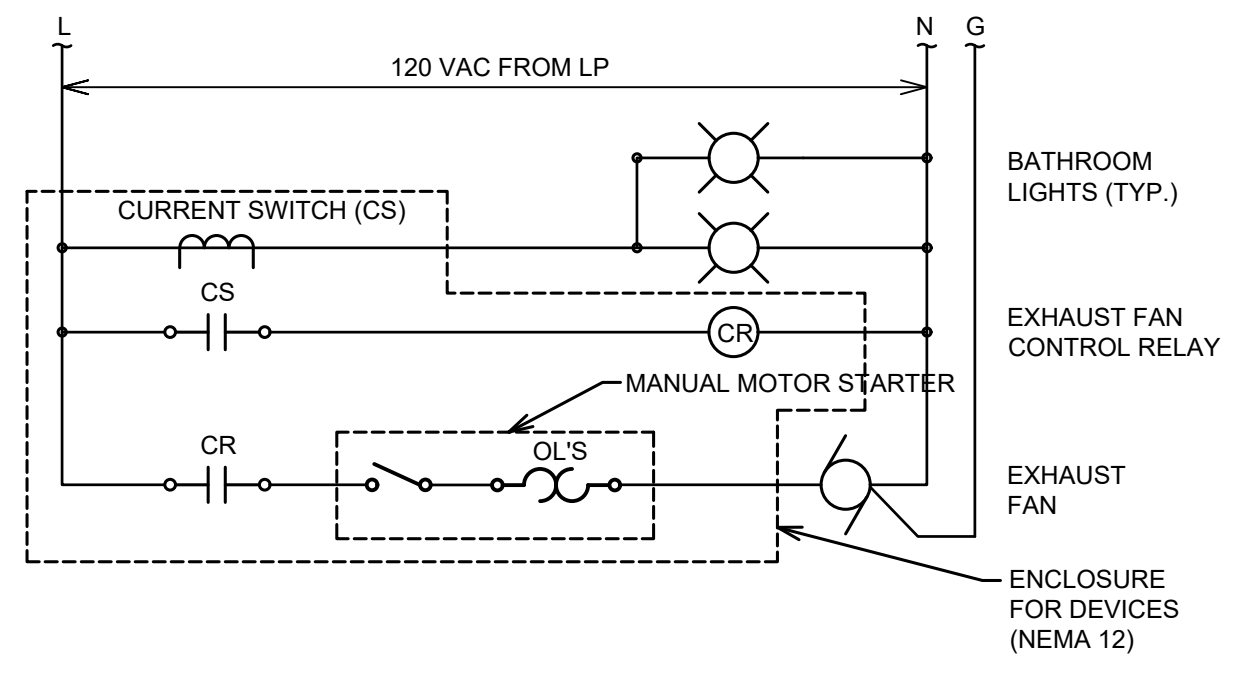 L
N G
120 VAC FROM LP
BATHROOM
LIGHTS (TYP.)
CURRENT SWITCH (CS)
CS
CR
EXHAUST FAN
CONTROL RELAY
MANUAL MOTOR STARTER
CR
OL'S
EXHAUST
FAN
ENCLOSURE
FOR DEVICES
(NEMA 12)